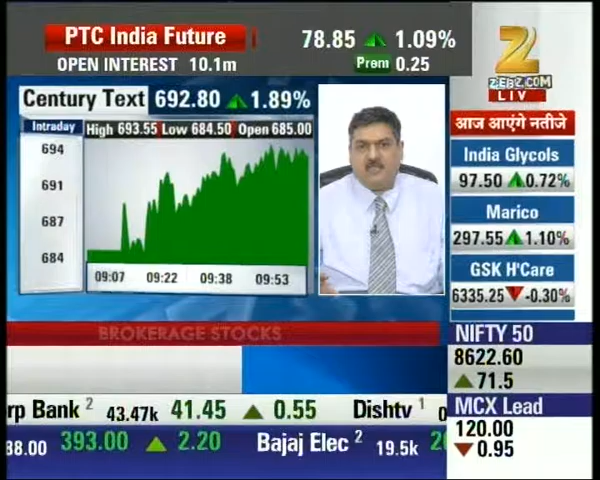 PTC India Future
78.85 1.09%
OPEN INTEREST 10.1m
Prem 0.25
ZEEBIZ.COM
LIV
Century Text 692.80 1.89%
Intraday
High 693.55 Low 684.50 Open 685.00
694
691
687
684
09:07 09:22 09:38 09:53
आज आएंगे नतीजे
India Glycols
97.50 0.72%
Marico
297.55 1.10%
GSK H'Care
6335.25 -0.30%
BROKERAGE STOCKS
NIFTY 50
8622.60
71.5
MCX Lead
120.00
0.95
rp Bank 2 43.47k 41.45 0.55 Dishtv 1
38.00 393.00 2.20 Bajaj Elec 2 19.5k